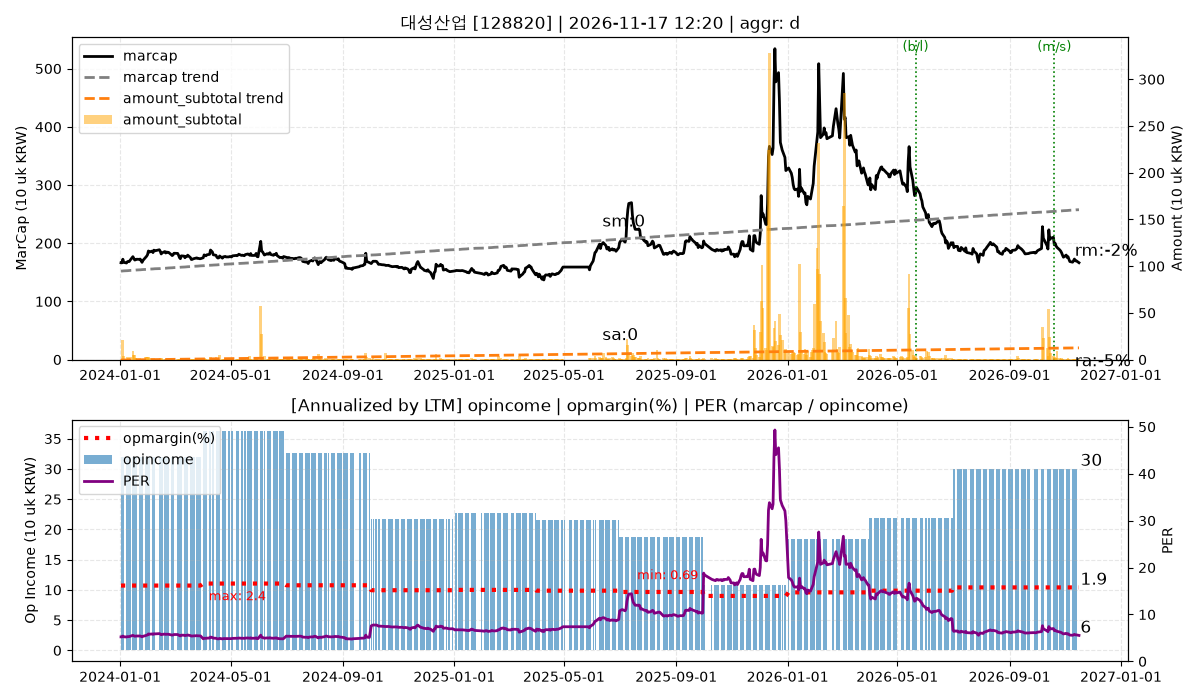 대성산업 [128820] | 2026-11-17 12:20 | aggr: d
marcap
marcap trend
amount_subtotal trend
amount_subtotal
(b/l)
(m/s)
MarCap (10 uk KRW)
500
400
300
200
100
0
Amount (10 uk KRW)
300
250
200
150
100
50
0
sm:0
sa:0
rm:-2%
ra:-5%
2024-01-01
2024-05-01
2024-09-01
2025-01-01
2025-05-01
2025-09-01
2026-01-01
2026-05-01
2026-09-01
2027-01-01
[Annualized by LTM] opincome | opmargin(%) | PER (marcap / opincome)
opmargin(%)
opincome
PER
Op Income (10 uk KRW)
35
30
25
20
15
10
5
0
PER
50
40
30
20
10
0
max: 2.4
min: 0.69
30
1.9
6
2024-01-01
2024-05-01
2024-09-01
2025-01-01
2025-05-01
2025-09-01
2026-01-01
2026-05-01
2026-09-01
2027-01-01